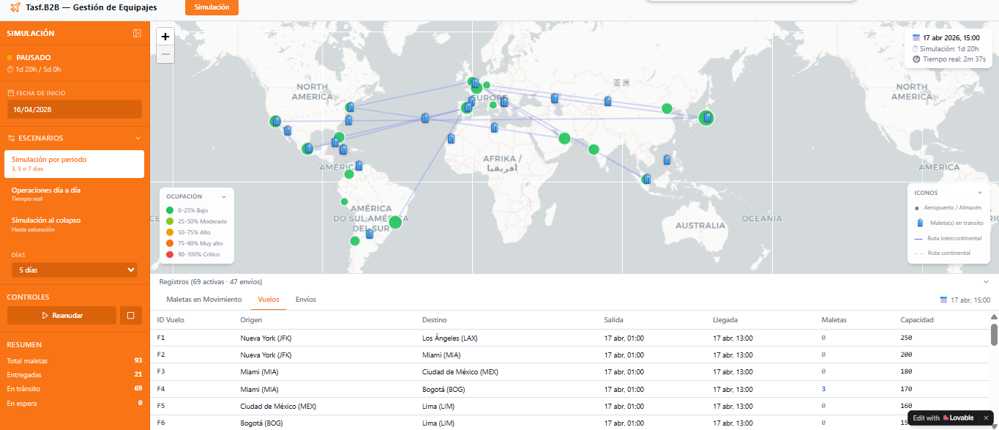 Tasf.B2B — Gestión de Equipajes
Simulación
SIMULACIÓN
PAUSADO
1d 20h / 5d 0h
FECHA DE INICIO
16/04/2026
ESCENARIOS
Simulación por periodo
3, 5 o 7 días
Operaciones día a día
Tiempo real
Simulación al colapso
Hasta saturación
DÍAS
5 días
CONTROLES
Reanudar
RESUMEN
Total maletas 93
Entregadas 21
En tránsito 69
En espera 0
+
−
17 abr 2026, 15:00
Simulación: 1d 20h
Tiempo real: 2m 37s
NORTH
AMERICA
EUROPE
亚洲
NORTH
AMERICA
AFRIKA /
أفريقيا
AMÉRICA
AMÉRICA
DO SUL;AMÉRICA
DEL SUR
AUSTRALIA
OCEANIA
OCUPACIÓN
0–25% Bajo
25–50% Moderado
50–75% Alto
75–90% Muy alto
90–100% Crítico
ICONOS
Aeropuerto / Almacén
Maleta(s) en tránsito
Ruta intercontinental
Ruta continental
Registros (69 activas · 47 envíos)
Maletas en Movimiento Vuelos Envíos
17 abr, 15:00
ID Vuelo Origen Destino Salida Llegada Maletas Capacidad
F1 Nueva York (JFK) Los Ángeles (LAX) 17 abr, 01:00 17 abr, 13:00 0 250
F2 Nueva York (JFK) Miami (MIA) 17 abr, 01:00 17 abr, 13:00 0 200
F3 Miami (MIA) Ciudad de México (MEX) 17 abr, 01:00 17 abr, 13:00 0 180
F4 Miami (MIA) Bogotá (BOG) 17 abr, 01:00 17 abr, 13:00 3 170
F5 Ciudad de México (MEX) Lima (LIM) 17 abr, 01:00 17 abr, 13:00 0 160
F6 Bogotá (BOG) Lima (LIM) 17 abr, 01:00 17 abr, 13:00 0
Edit with Lovable ×